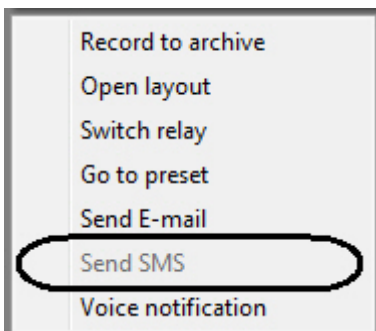 Record to archive
Open layout
Switch relay
Go to preset
Send E-mail
Send SMS
Voice notification